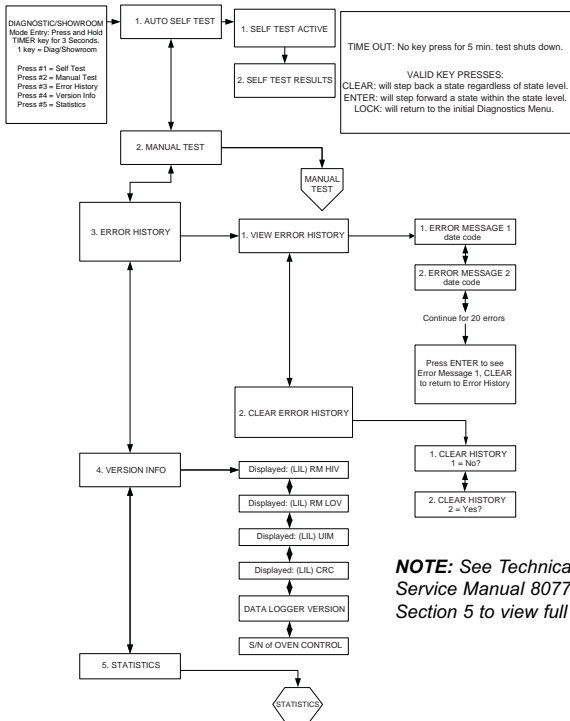 DIAGNOSTIC/SHOWROOM
Mode Entry: Press and Hold
TIMER key for 3 Seconds.
1 key = Diag/Showroom
Press #1 = Self Test
Press #2 = Manual Test
Press #3 = Error History
Press #4 = Version Info
Press #5 = Statistics
1. AUTO SELF TEST
1. SELF TEST ACTIVE
2. SELF TEST RESULTS
TIME OUT: No key press for 5 min. test shuts down.
VALID KEY PRESSES:
CLEAR: will step back a state regardless of state level.
ENTER: will step forward a state within the state level.
LOCK: will return to the initial Diagnostics Menu.
2. MANUAL TEST
MANUAL
TEST
3. ERROR HISTORY
1. VIEW ERROR HISTORY
1. ERROR MESSAGE 1
date code
2. ERROR MESSAGE 2
date code
Continue for 20 errors
Press ENTER to see
Error Message 1, CLEAR
to return to Error History
2. CLEAR ERROR HISTORY
1. CLEAR HISTORY
1 = No?
2. CLEAR HISTORY
2 = Yes?
4. VERSION INFO
Displayed: (LIL) RM HIV
Displayed: (LIL) RM LOV
Displayed: (LIL) UIM
Displayed: (LIL) CRC
DATA LOGGER VERSION
S/N of OVEN CONTROL
NOTE: See Technica
Service Manual 8077
Section 5 to view full
5. STATISTICS
STATISTICS